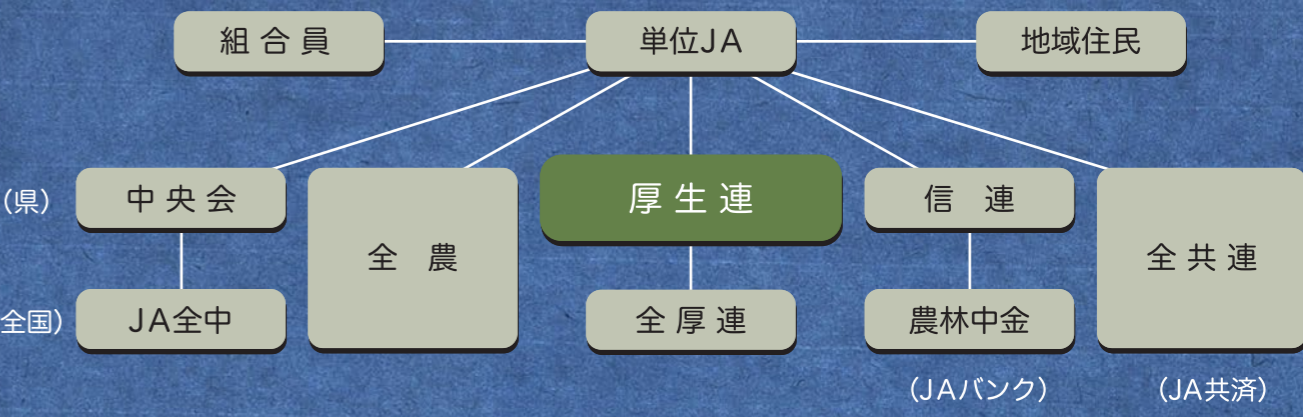 組合員
単位JA
地域住民
(県)
中央会
全農
厚生連
信連
全共連
全国)
JA全中
全厚連
農林中金
(JAバンク)
(JA共済)